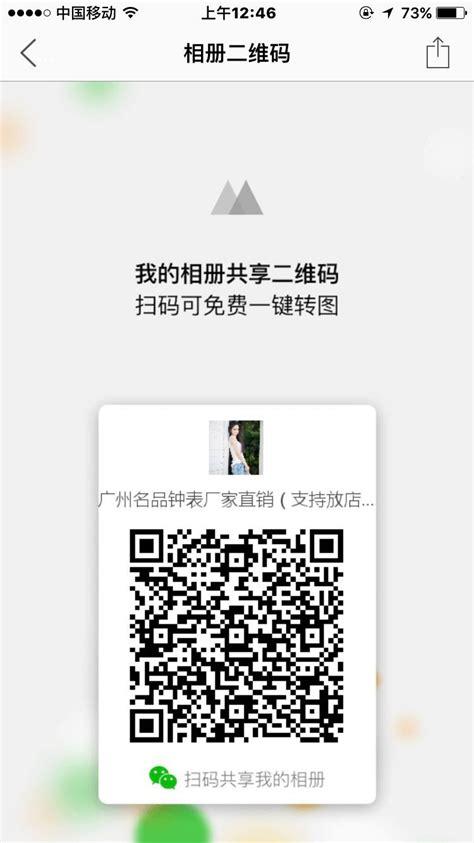 中国移动 上午12:46 73%
相册二维码
我的相册共享二维码
扫码可免费一键转图
广州名品钟表厂家直销（支持放店...
扫码共享我的相册